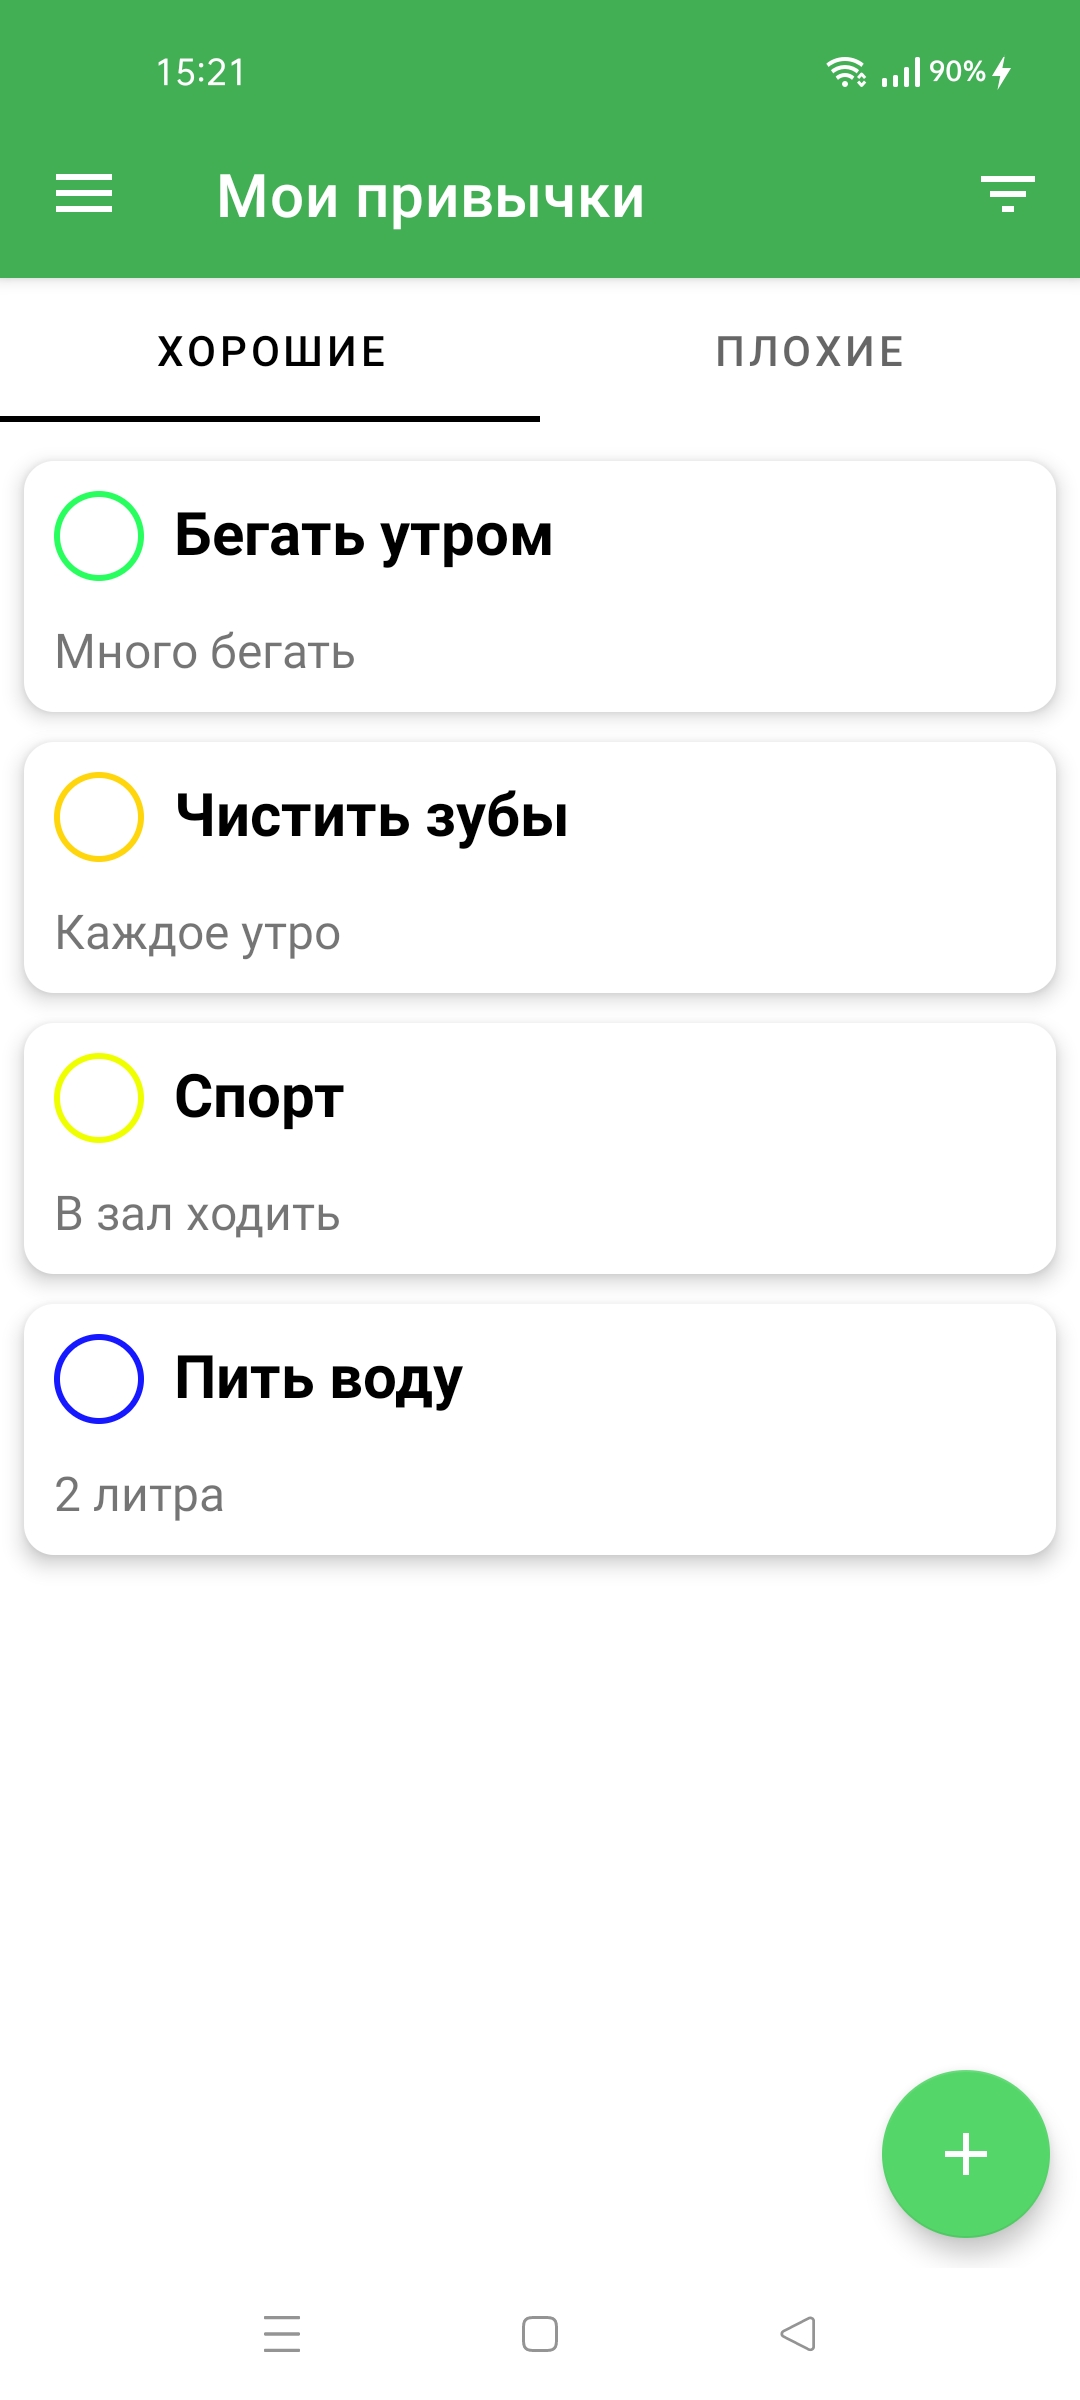 15:21 90%
Мои привычки
ХОРОШИЕ ПЛОХИЕ
Бегать утром
Много бегать
Чистить зубы
Каждое утро
Спорт
В зал ходить
Пить воду
2 литра